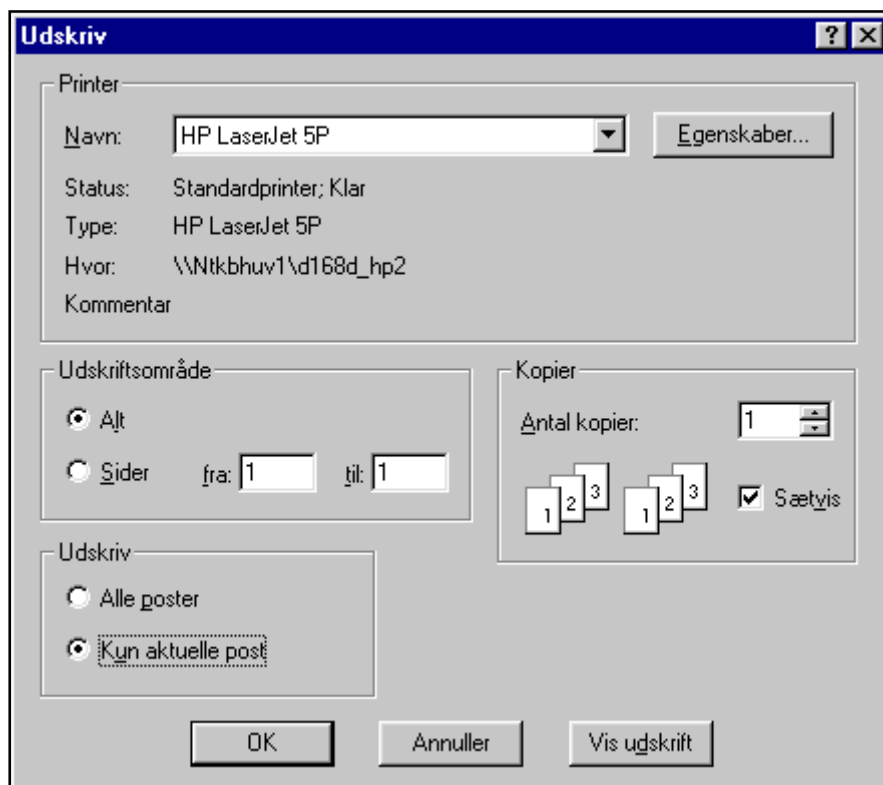 Udskriv
Printer
Navn: HP LaserJet 5P Egenskaber...
Status: Standardprinter; Klar
Type: HP LaserJet 5P
Hvor: \\Ntkbhuv1\d168d_hp2
Kommentar
Udskriftsområde
Alt
Sider fra: 1 til: 1
Kopier
Antal kopier: 1
1 2 3 1 2 3 Sætvis
Udskriv
Alle poster
Kun aktuelle post
OK Annuller Vis udskrift